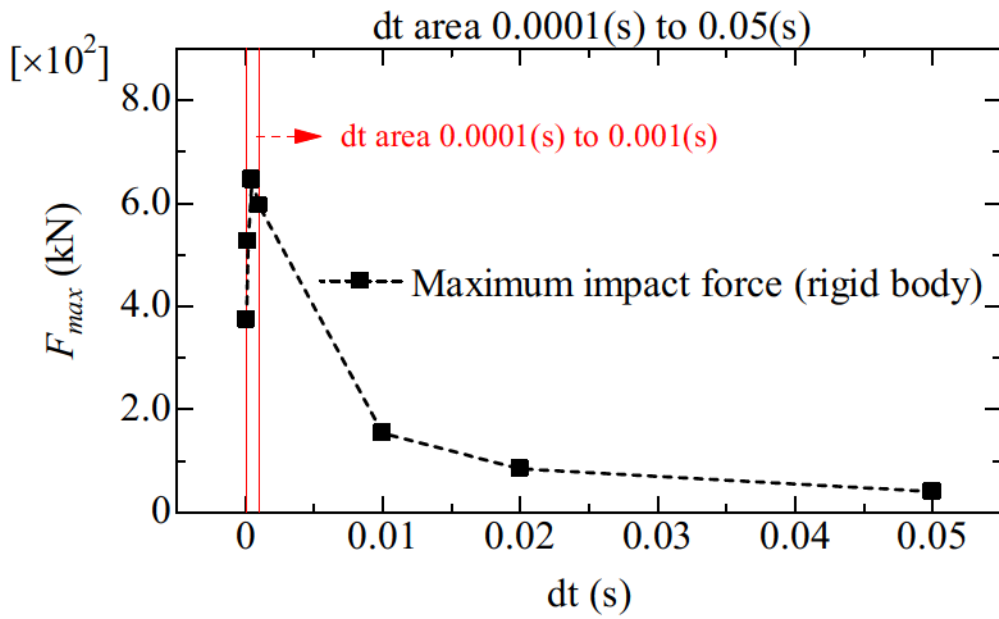 dt area 0.0001(s) to 0.05(s)
[×10²]
8.0
dt area 0.0001(s) to 0.001(s)
6.0
Maximum impact force (rigid body)
4.0
F_max (kN)
2.0
0
0 0.01 0.02 0.03 0.04 0.05
dt (s)